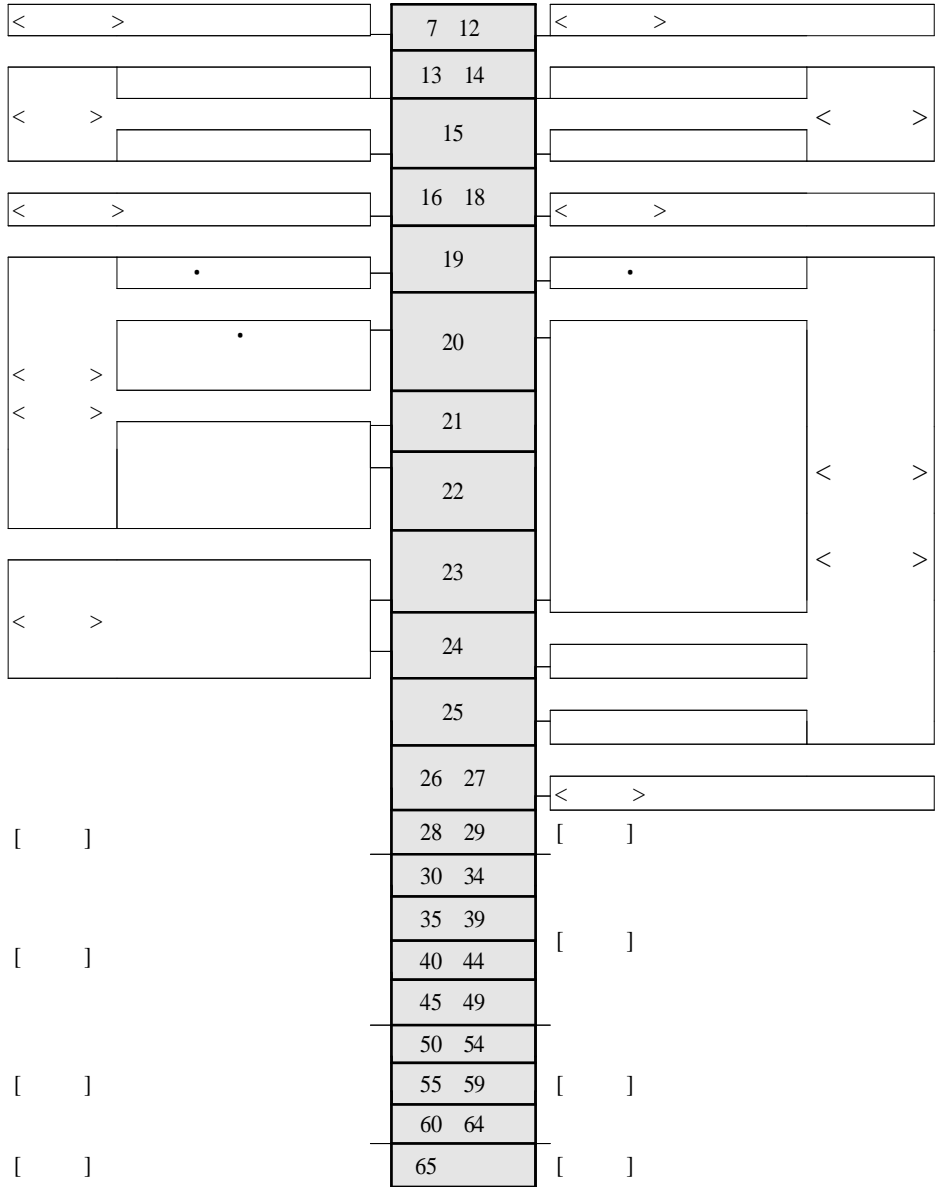 < > 7 12 < >
13 14
< > 15 < >
< > 16 18 < >
19
• •
• 20
< >
< > 21
22 < >
23 < >
< >
24
25
26 27 < >
[ ] 28 29 [ ]
30 34
35 39
[ ] 40 44 [ ]
45 49
50 54
[ ] 55 59 [ ]
60 64
[ ] 65 [ ]